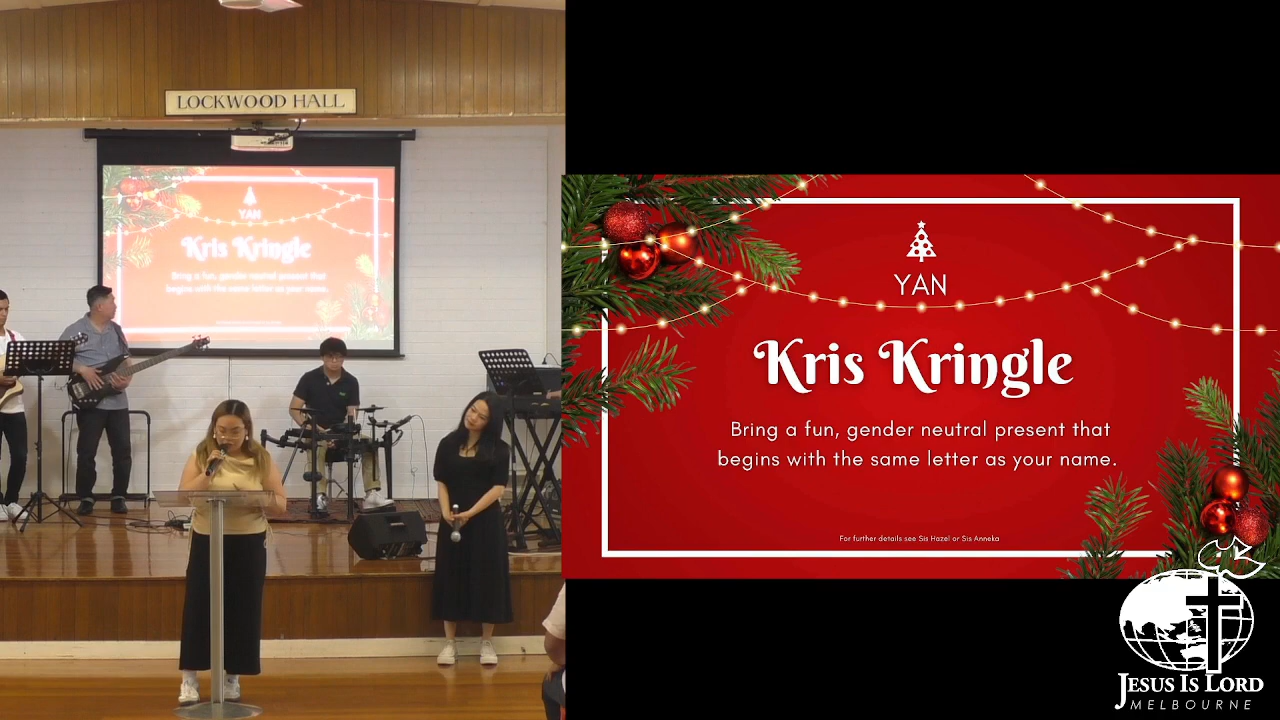 LOCKWOOD HALL
YAN
Kris Kringle
Bring a fun, gender neutral present that
begins with the same letter as your name.
YAN
Kris Kringle
Bring a fun, gender neutral present that
begins with the same letter as your name.
For further details see Sis Hazel or Sis Anneka
JESUS IS LORD
MELBOURNE